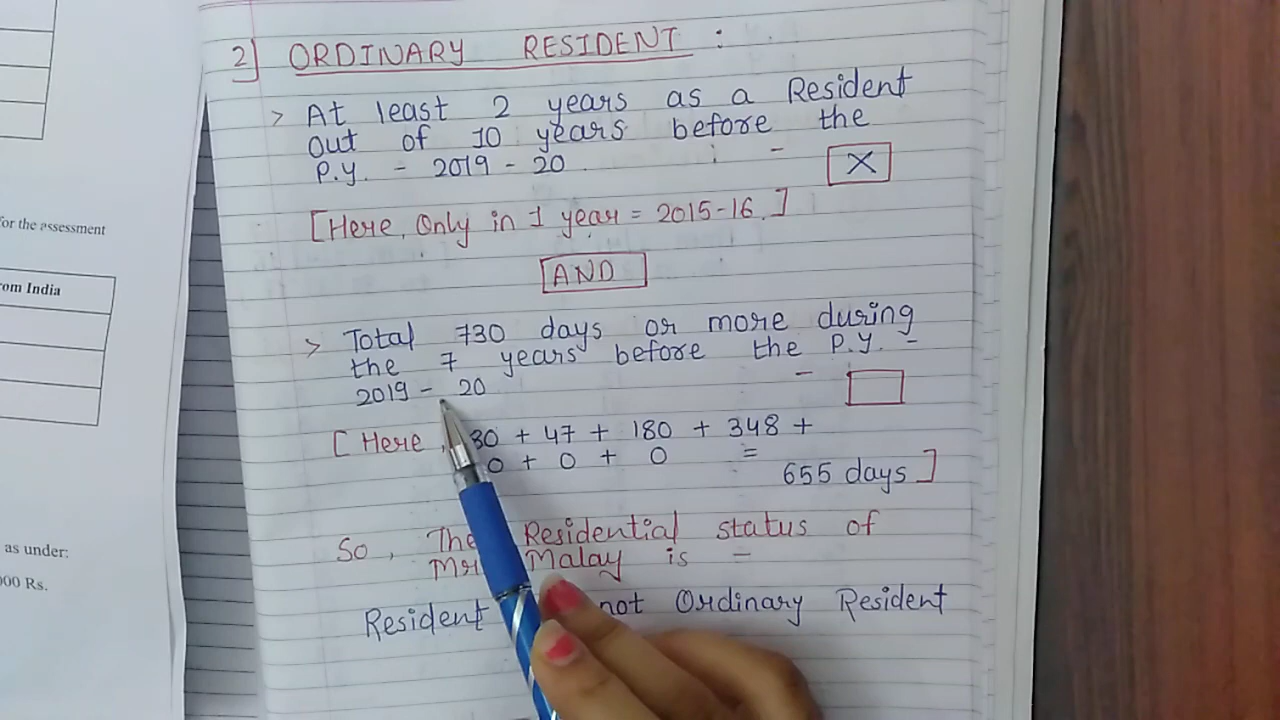 for the assessment
om India
as under:
00 Rs.
2] ORDINARY RESIDENT :
> At least 2 years as a Resident
out of 10 years before the
P.Y. - 2019 - 20 - X
[Here, Only in 1 year = 2015-16.]
AND
> Total 730 days or more during
the 7 years before the P.Y. -
2019 - 20 -
[Here, 80 + 47 + 180 + 348 +
0 + 0 + 0 =
655 days]
So, The Residential status of
Malay is -
Resident not Ordinary Resident